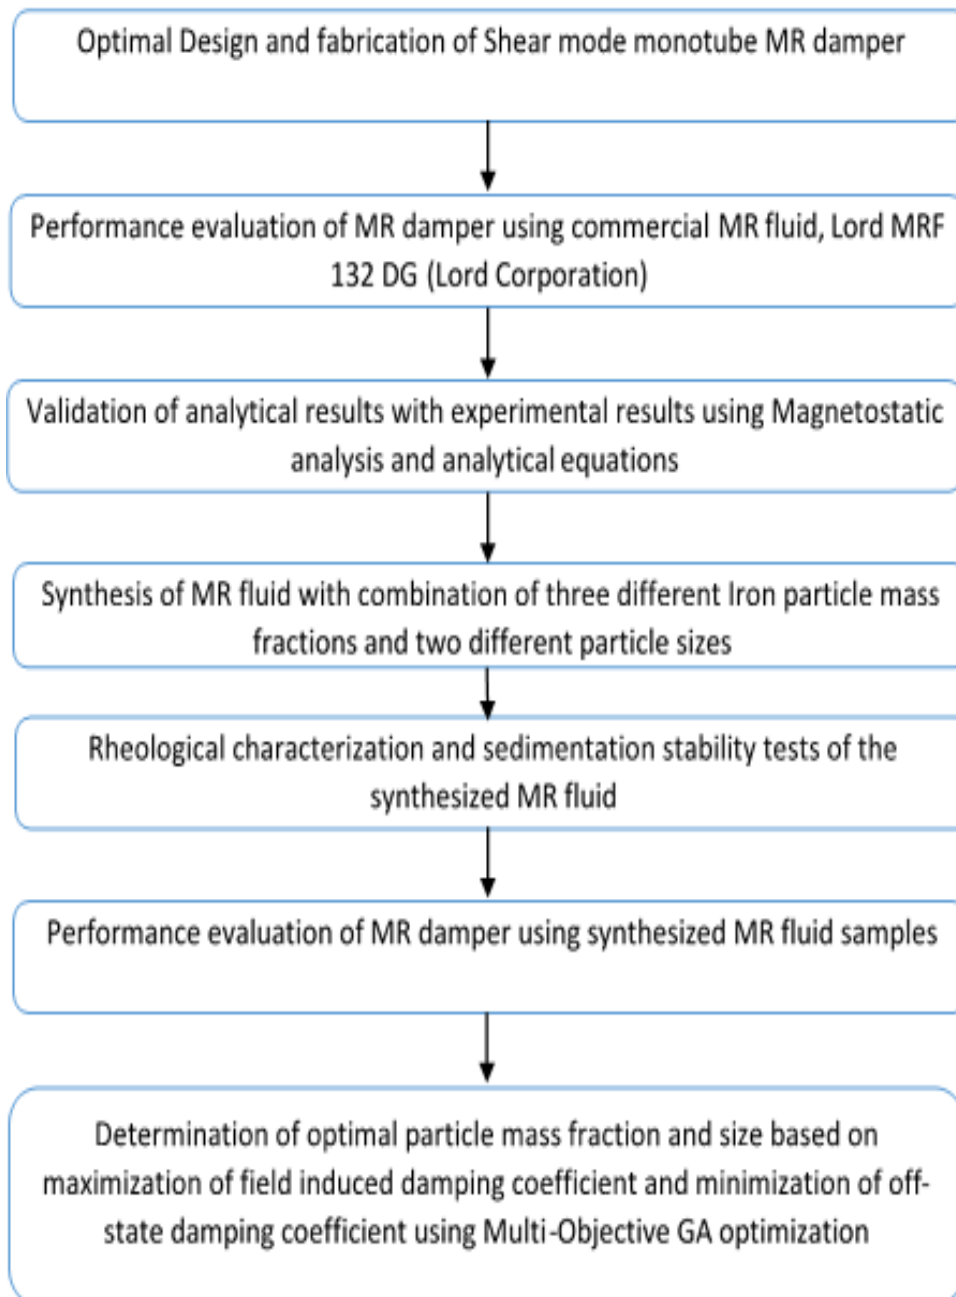 Optimal Design and fabrication of Shear mode monotube MR damper
Performance evaluation of MR damper using commercial MR fluid, Lord MRF
132 DG (Lord Corporation)
Validation of analytical results with experimental results using Magnetostatic
analysis and analytical equations
Synthesis of MR fluid with combination of three different Iron particle mass
fractions and two different particle sizes
Rheological characterization and sedimentation stability tests of the
synthesized MR fluid
Performance evaluation of MR damper using synthesized MR fluid samples
Determination of optimal particle mass fraction and size based on
maximization of field induced damping coefficient and minimization of off-
state damping coefficient using Multi-Objective GA optimization